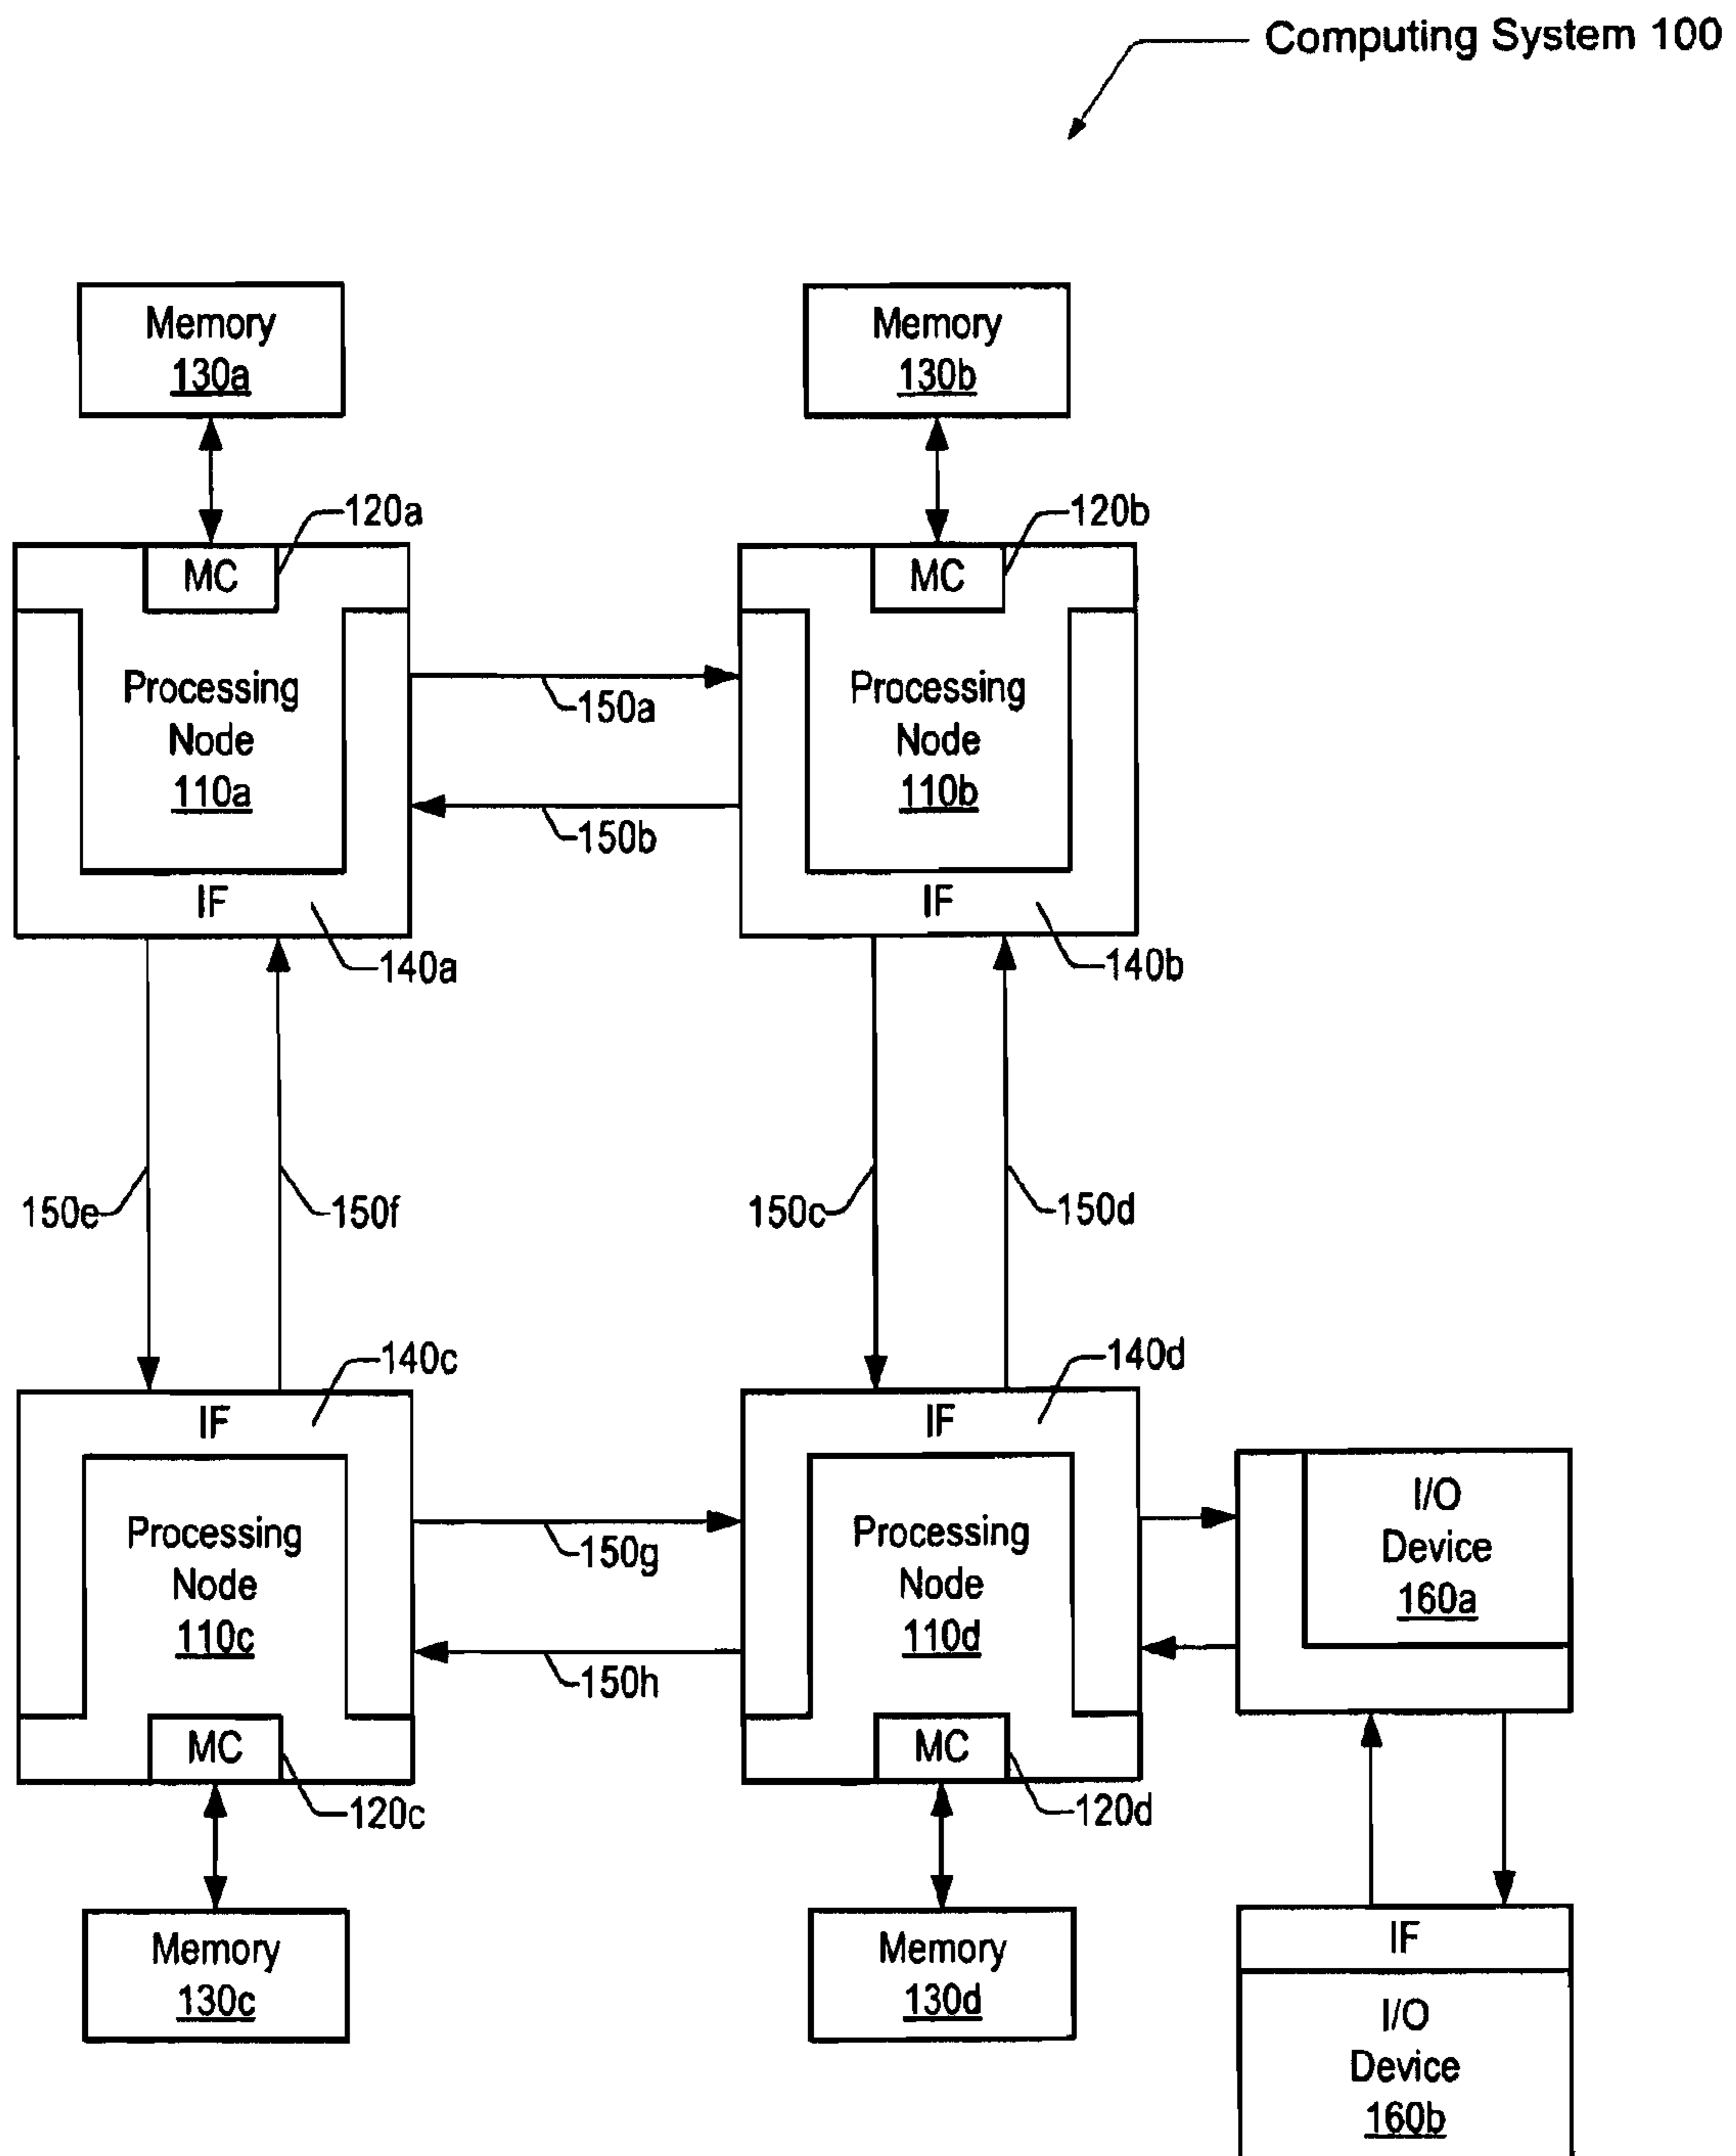 Computing System 100
Memory
130a
Memory
130b
120a
120b
MC
MC
Processing
Node
110a
Processing
Node
110b
150a
150b
IF
IF
140a
140b
150e
150f
150c
150d
140c
140d
IF
IF
Processing
Node
110c
Processing
Node
110d
I/O
Device
160a
150g
150h
MC
MC
120c
120d
Memory
130c
Memory
130d
IF
I/O
Device
160b